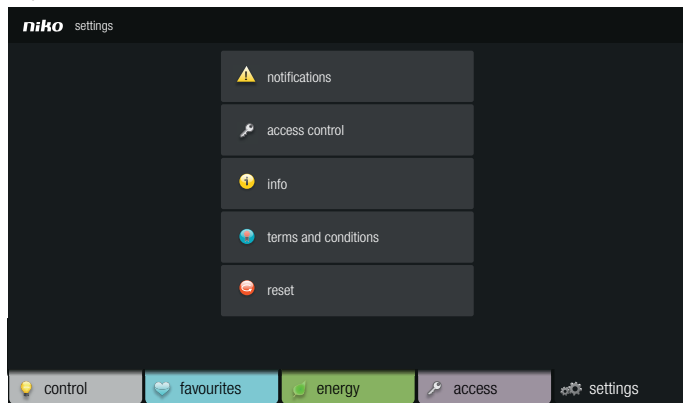 niko settings
notifications
access control
info
terms and conditions
reset
control favourites energy access settings